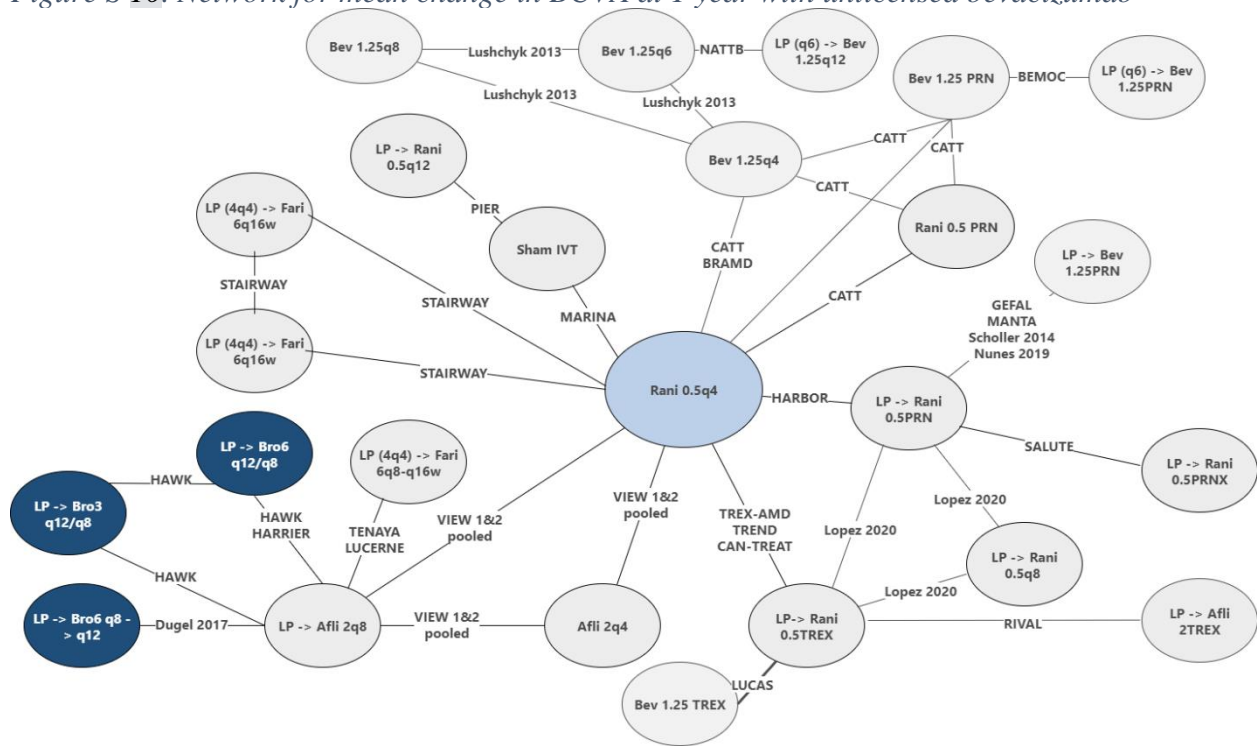 Figure S 10: Network for mean change in BCVA at 1 year with unlicensed bevacizumab
Bev 1.25q8
Lushchyk 2013
Bev 1.25q6
NATTB
LP (q6) -> Bev
1.25q12
Bev 1.25 PRN
BEMOC
LP (q6) -> Bev
1.25PRN
Lushchyk 2013
Lushchyk 2013
CATT
CATT
LP -> Rani
0.5q12
Bev 1.25q4
CATT
PIER
LP (4q4) -> Fari
6q16w
Sham IVT
CATT
BRAMD
Rani 0.5 PRN
LP -> Bev
1.25PRN
STAIRWAY
STAIRWAY
MARINA
CATT
GEFAL
MANTA
Scholler 2014
Nunes 2019
LP (4q4) -> Fari
6q16w
STAIRWAY
Rani 0.5q4
HARBOR
LP -> Rani
0.5PRN
SALUTE
LP -> Rani
0.5PRNX
LP -> Bro6
q12/q8
LP (4q4) -> Fari
6q8-q16w
HAWK
LP -> Bro3
q12/q8
HAWK
HARRIER
TENAYA
LUCERNE
VIEW 1&2
pooled
VIEW 1&2
pooled
TREX-AMD
TREND
CAN-TREAT
Lopez 2020
Lopez 2020
LP -> Rani
0.5q8
HAWK
Lopez 2020
LP -> Bro6 q8 -
> q12
Dugel 2017
LP -> Afli 2q8
VIEW 1&2
pooled
Afli 2q4
LP-> Rani
0.5TREX
RIVAL
LP -> Afli
2TREX
LUCAS
Bev 1.25 TREX